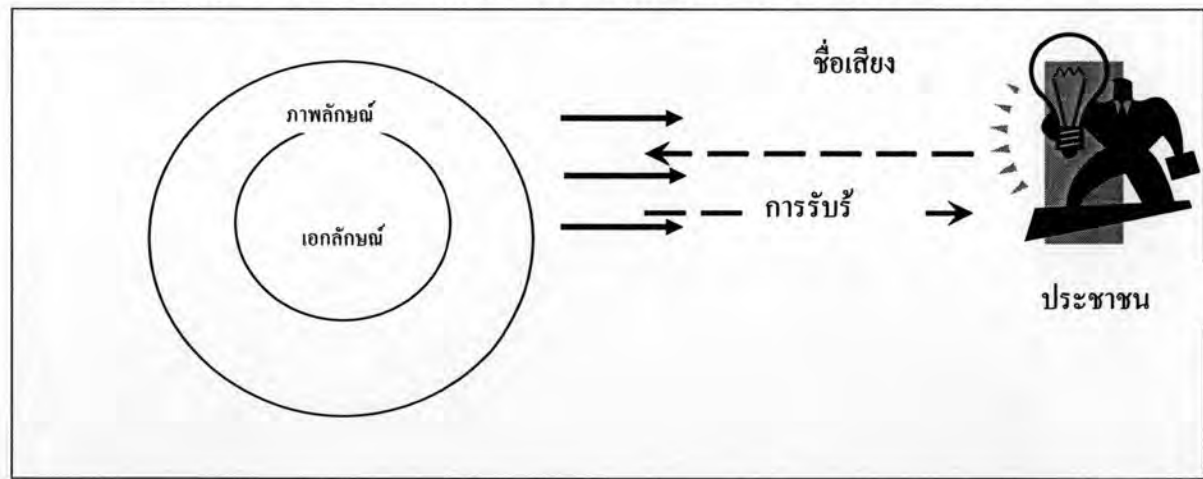 ชื่อเสียง
ภาพลักษณ์
การรับรู้
เอกลักษณ์
ประชาชน